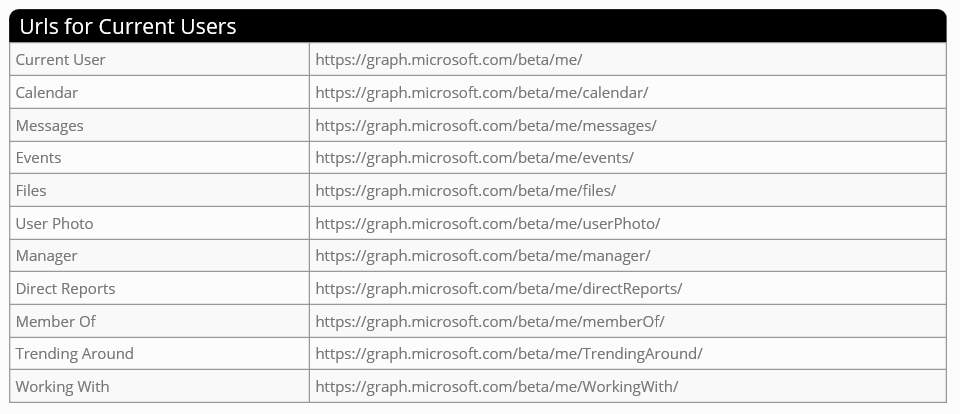 Urls for Current Users
Current User https://graph.microsoft.com/beta/me/
Calendar https://graph.microsoft.com/beta/me/calendar/
Messages https://graph.microsoft.com/beta/me/messages/
Events https://graph.microsoft.com/beta/me/events/
Files https://graph.microsoft.com/beta/me/files/
User Photo https://graph.microsoft.com/beta/me/userPhoto/
Manager https://graph.microsoft.com/beta/me/manager/
Direct Reports https://graph.microsoft.com/beta/me/directReports/
Member Of https://graph.microsoft.com/beta/me/memberOf/
Trending Around https://graph.microsoft.com/beta/me/TrendingAround/
Working With https://graph.microsoft.com/beta/me/WorkingWith/